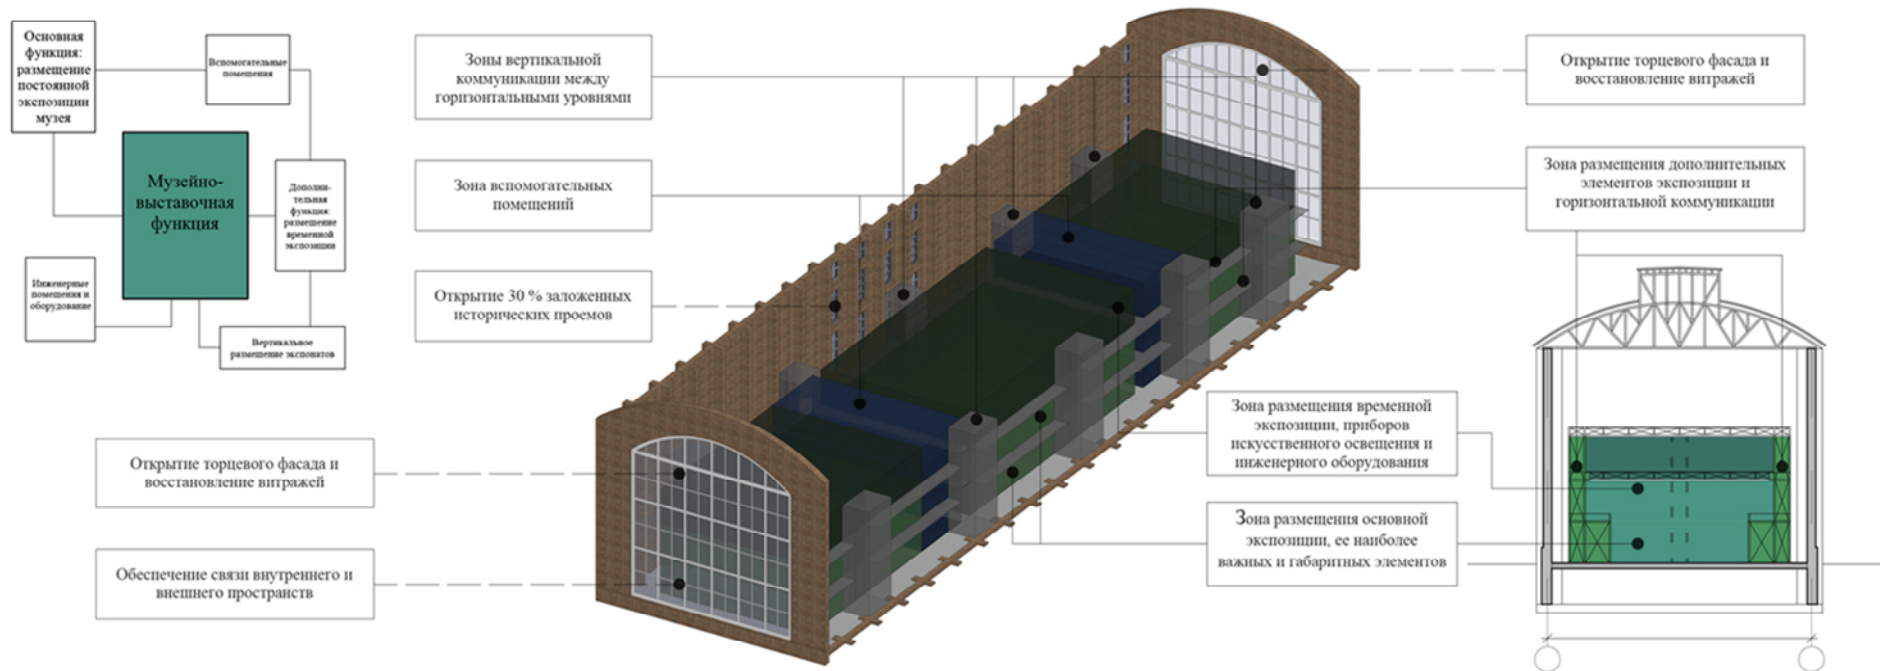 Основная
функция:
размещение
постоянной
экспозиции
музея
Вспомогательные
помещения
Музейно-
выставочная
функция
Дополни-
тельная
функция:
размещение
временной
экспозиции
Инженерные
помещения и
оборудование
Вертикальное
размещение экспонатов
Зоны вертикальной
коммуникации между
горизонтальными уровнями
Зона вспомогательных
помещений
Открытие 30 % заложенных
исторических проемов
Открытие торцевого фасада и
восстановление витражей
Обеспечение связи внутреннего и
внешнего пространств
Открытие торцевого фасада и
восстановление витражей
Зона размещения дополнительных
элементов экспозиции и
горизонтальной коммуникации
Зона размещения временной
экспозиции, приборов
искусственного освещения и
инженерного оборудования
Зона размещения основной
экспозиции, ее наиболее
важных и габаритных элементов